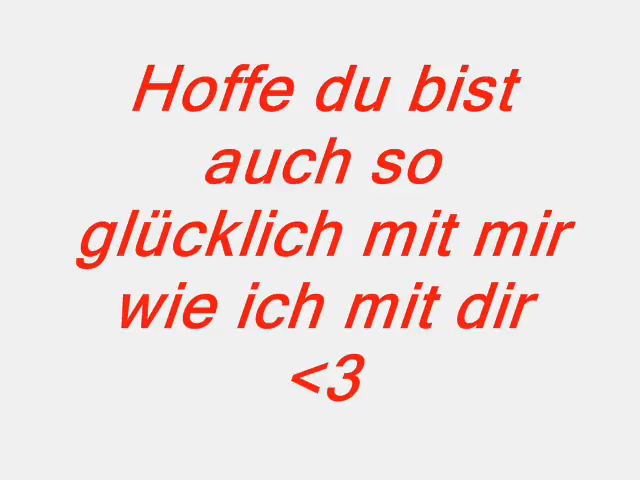 Hoffe du bist
auch so
glücklich mit mir
wie ich mit dir
<3